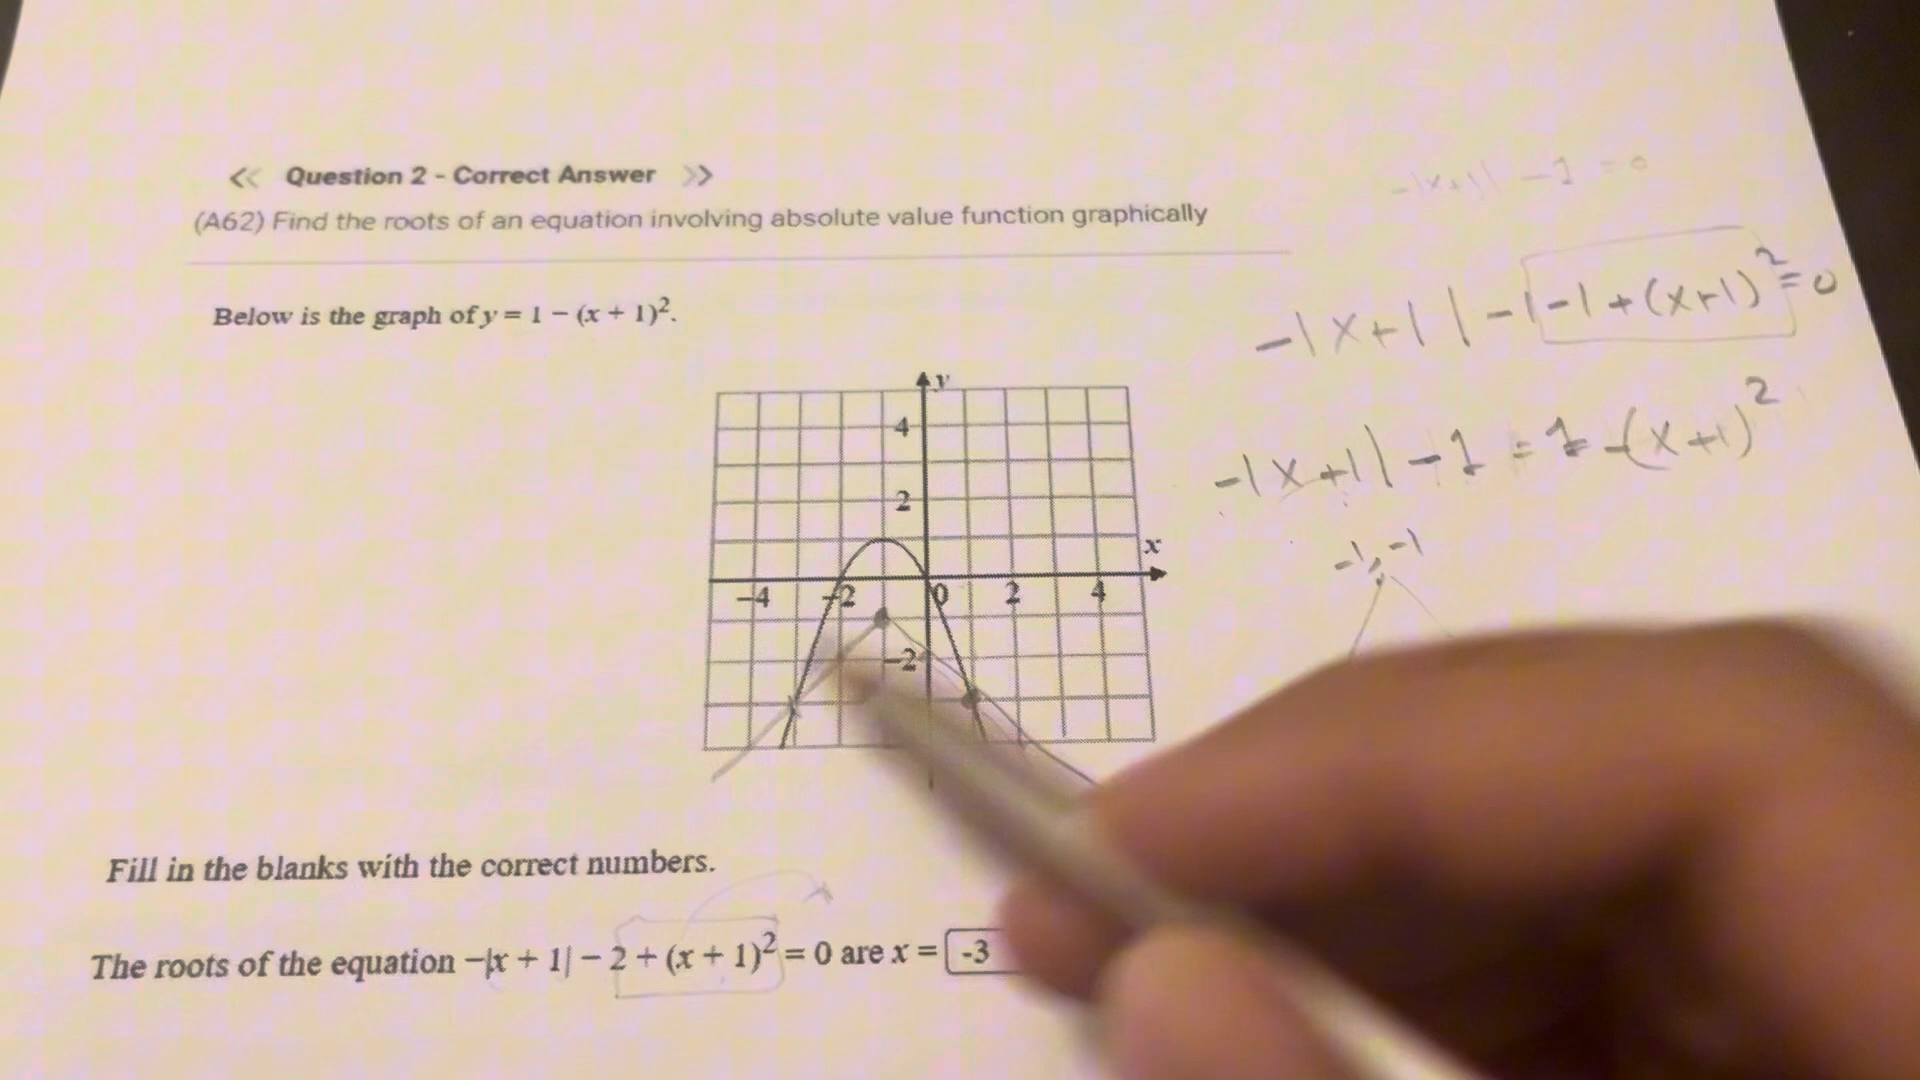 << Question 2 - Correct Answer >>
(A62) Find the roots of an equation involving absolute value function graphically
-|x+1| -1 = 0
Below is the graph of y = 1 − (x + 1)².
-|x+1|-1-1+(x+1)²=0
-|x+1|-1 = 1-(x+1)²
-1,-1
y
4
2
x
−4 −2 0 2 4
−2
Fill in the blanks with the correct numbers.
The roots of the equation −|x + 1| − 2 + (x + 1)² = 0 are x = -3